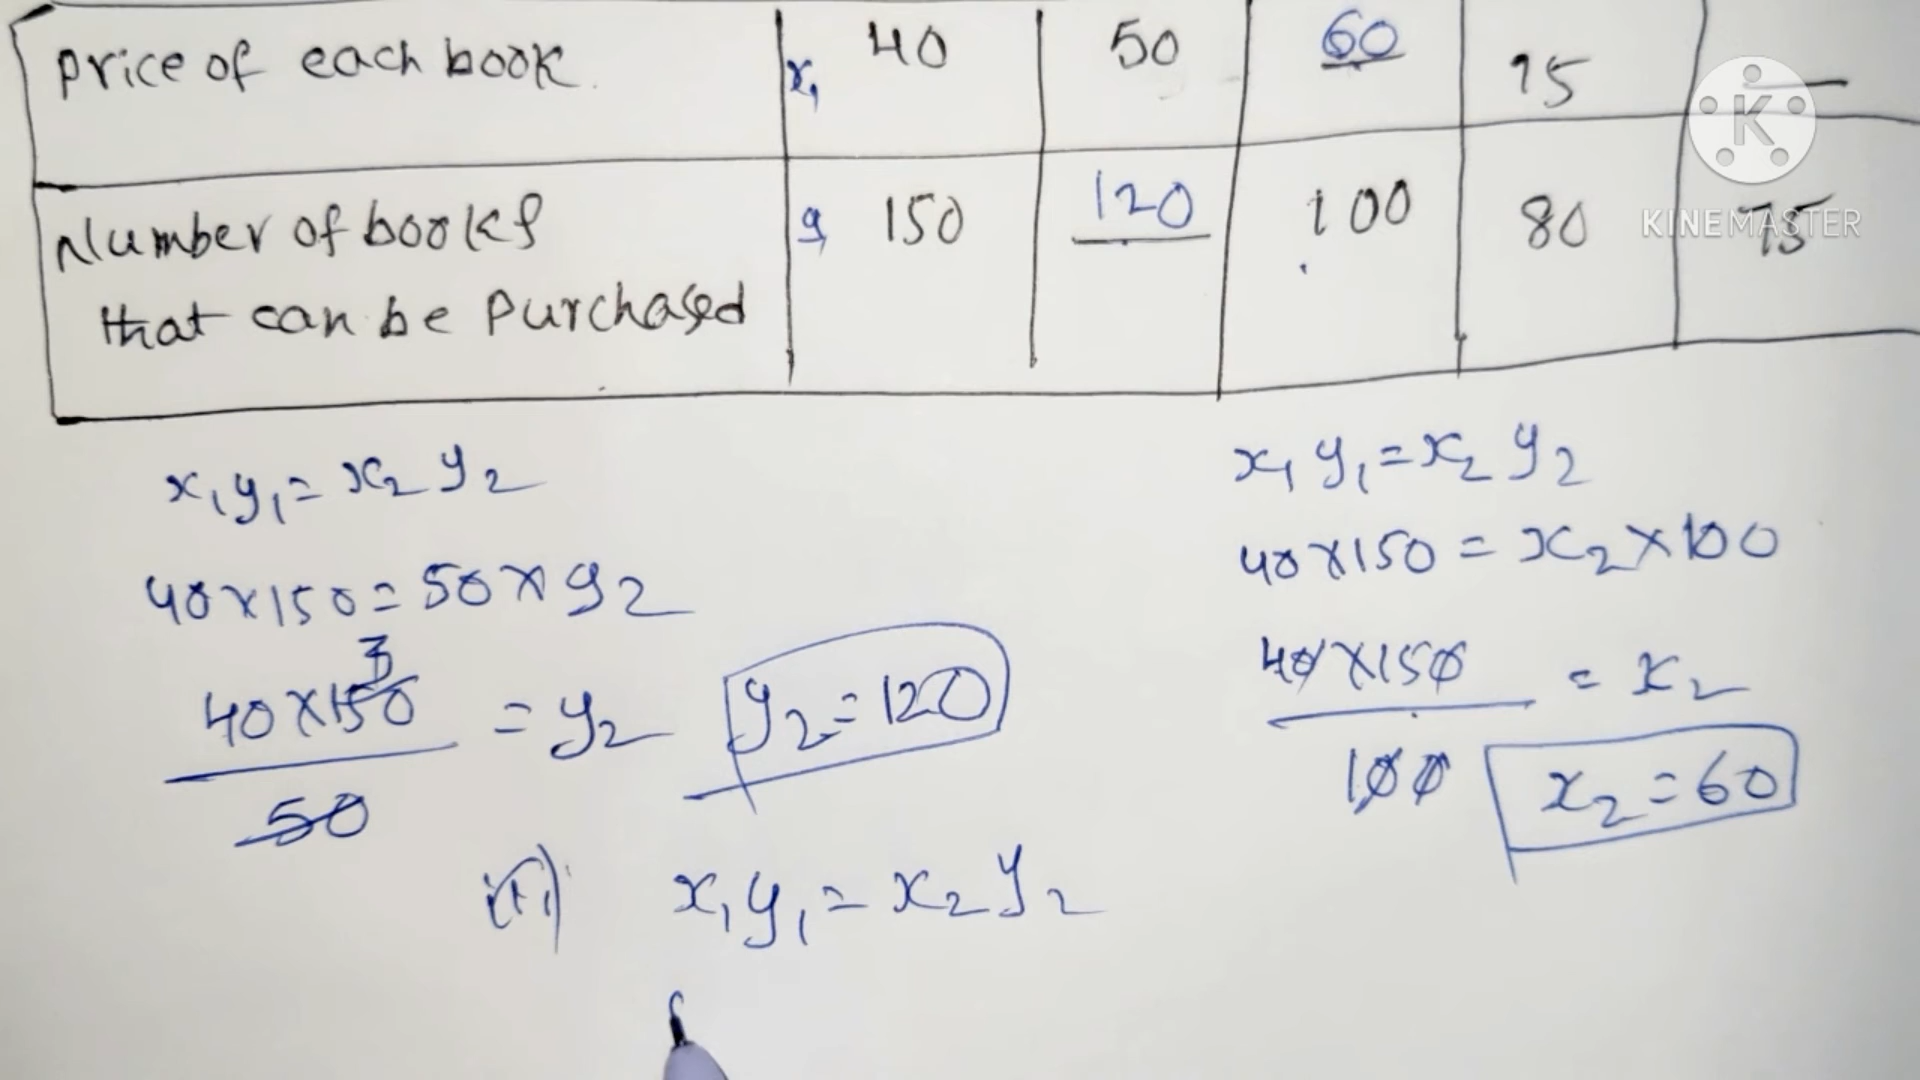 Price of each book x₁ 40 50 60 75 —
Number of books y 150 120 100 80 75
that can be purchased
K
KINEMASTER
x₁y₁ = x₂y₂
40×150 = 50×y₂
3
40×150 = y₂ y₂ = 120
50
x₁y₁ = x₂y₂
40×150 = x₂×100
40×150 = x₂
100 x₂ = 60
x₁y₁ = x₂y₂